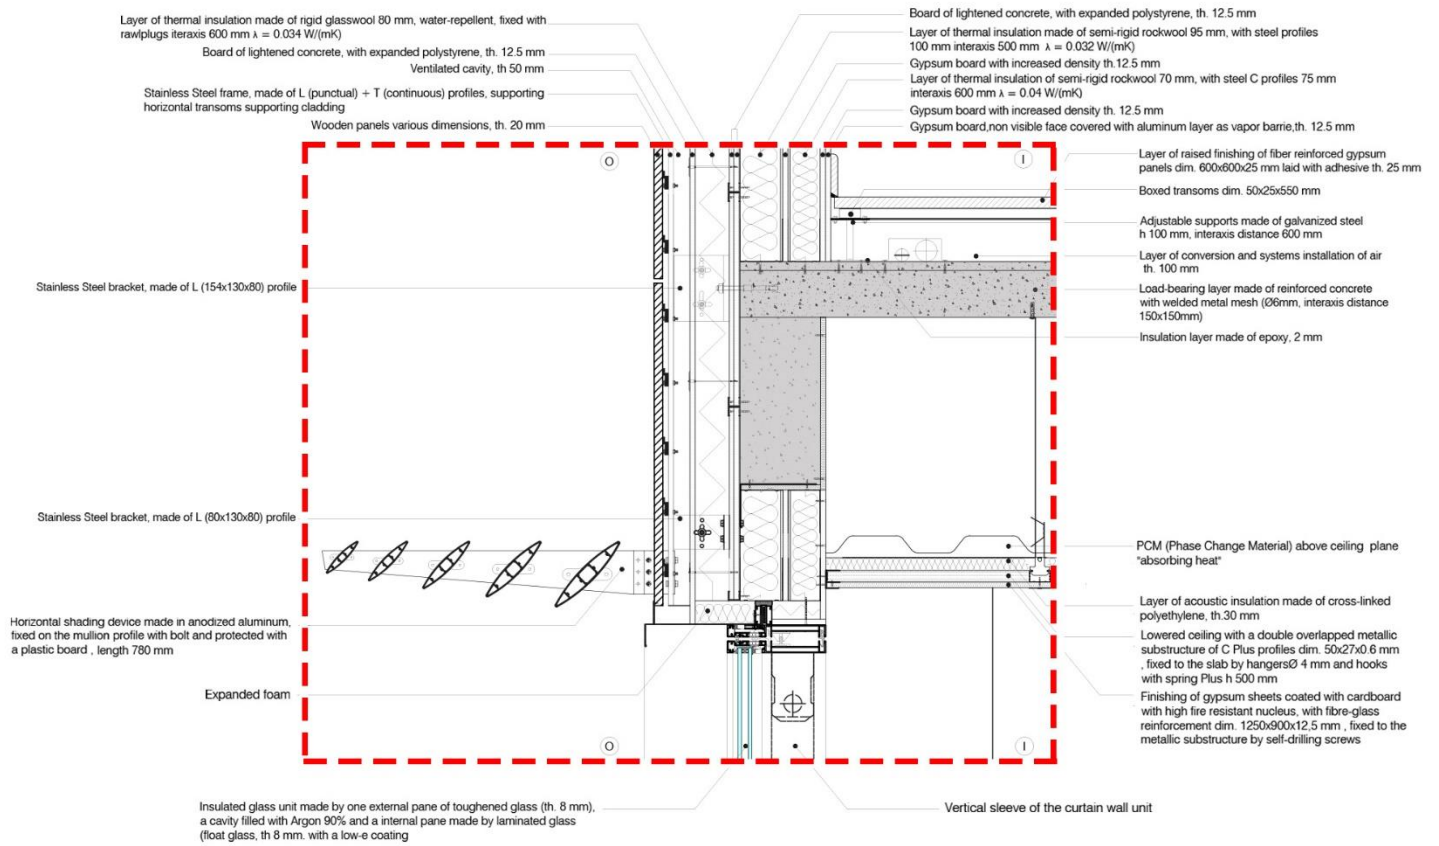 Layer of thermal insulation made of rigid glasswool 80 mm, water-repellent, fixed with
rawlplugs iteraxis 600 mm λ = 0.034 W/(mK)
Board of lightened concrete, with expanded polystyrene, th. 12.5 mm
Ventilated cavity, th 50 mm
Stainless Steel frame, made of L (punctual) + T (continuous) profiles, supporting
horizontal transoms supporting cladding
Wooden panels various dimensions, th. 20 mm
Board of lightened concrete, with expanded polystyrene, th. 12.5 mm
Layer of thermal insulation made of semi-rigid rockwool 95 mm, with steel profiles
100 mm interaxis 500 mm λ = 0.032 W/(mK)
Gypsum board with increased density th.12.5 mm
Layer of thermal insulation of semi-rigid rockwool 70 mm, with steel C profiles 75 mm
interaxis 600 mm λ = 0.04 W/(mK)
Gypsum board with increased density th. 12.5 mm
Gypsum board,non visible face covered with aluminum layer as vapor barrie,th. 12.5 mm
O
I
Layer of raised finishing of fiber reinforced gypsum
panels dim. 600x600x25 mm laid with adhesive th. 25 mm
Boxed transoms dim. 50x25x550 mm
Adjustable supports made of galvanized steel
h 100 mm, interaxis distance 600 mm
Layer of conversion and systems installation of air
th. 100 mm
Load-bearing layer made of reinforced concrete
with welded metal mesh (Ø6mm, interaxis distance
150x150mm)
Insulation layer made of epoxy, 2 mm
Stainless Steel bracket, made of L (154x130x80) profile
Stainless Steel bracket, made of L (80x130x80) profile
PCM (Phase Change Material) above ceiling plane
"absorbing heat"
Layer of acoustic insulation made of cross-linked
polyethylene, th.30 mm
Lowered ceiling with a double overlapped metallic
substructure of C Plus profiles dim. 50x27x0.6 mm
, fixed to the slab by hangersØ 4 mm and hooks
with spring Plus h 500 mm
Finishing of gypsum sheets coated with cardboard
with high fire resistant nucleus, with fibre-glass
reinforcement dim. 1250x900x12,5 mm , fixed to the
metallic substructure by self-drilling screws
Horizontal shading device made in anodized aluminum,
fixed on the mullion profile with bolt and protected with
a plastic board , length 780 mm
Expanded foam
O
I
Insulated glass unit made by one external pane of toughened glass (th. 8 mm),
a cavity filled with Argon 90% and a internal pane made by laminated glass
(float glass, th 8 mm. with a low-e coating
Vertical sleeve of the curtain wall unit